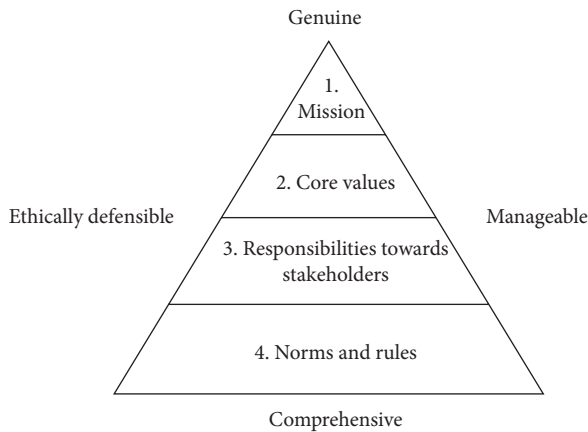 Genuine
1.
Mission
2. Core values
Ethically defensible
Manageable
3. Responsibilities towards
stakeholders
4. Norms and rules
Comprehensive